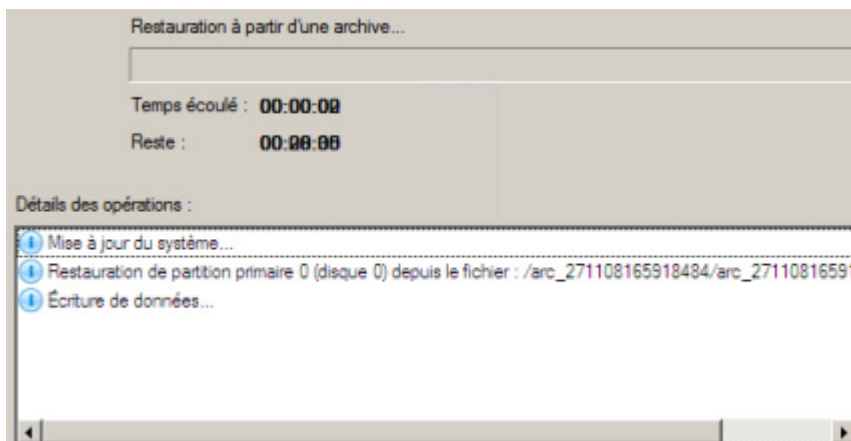 Restauration à partir d'une archive...
Temps écoulé :
Reste :
Détails des opérations :
Mise à jour du système...
Restauration de partition primaire 0 (disque 0) depuis le fichier : /arc_271108165918484/arc_2711081659
Écriture de données...